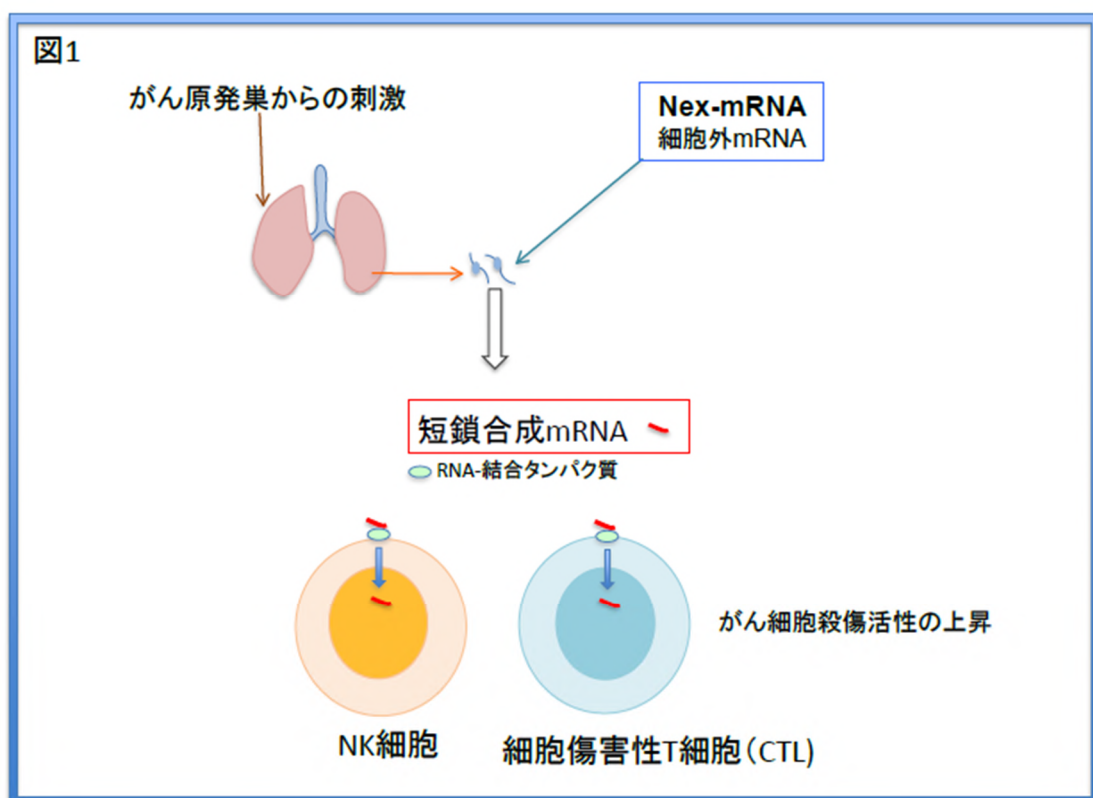 図1
がん原発巣からの刺激
Nex-mRNA
細胞外mRNA
短鎖合成mRNA
RNA-結合タンパク質
がん細胞殺傷活性の上昇
NK細胞
細胞傷害性T細胞(CTL)